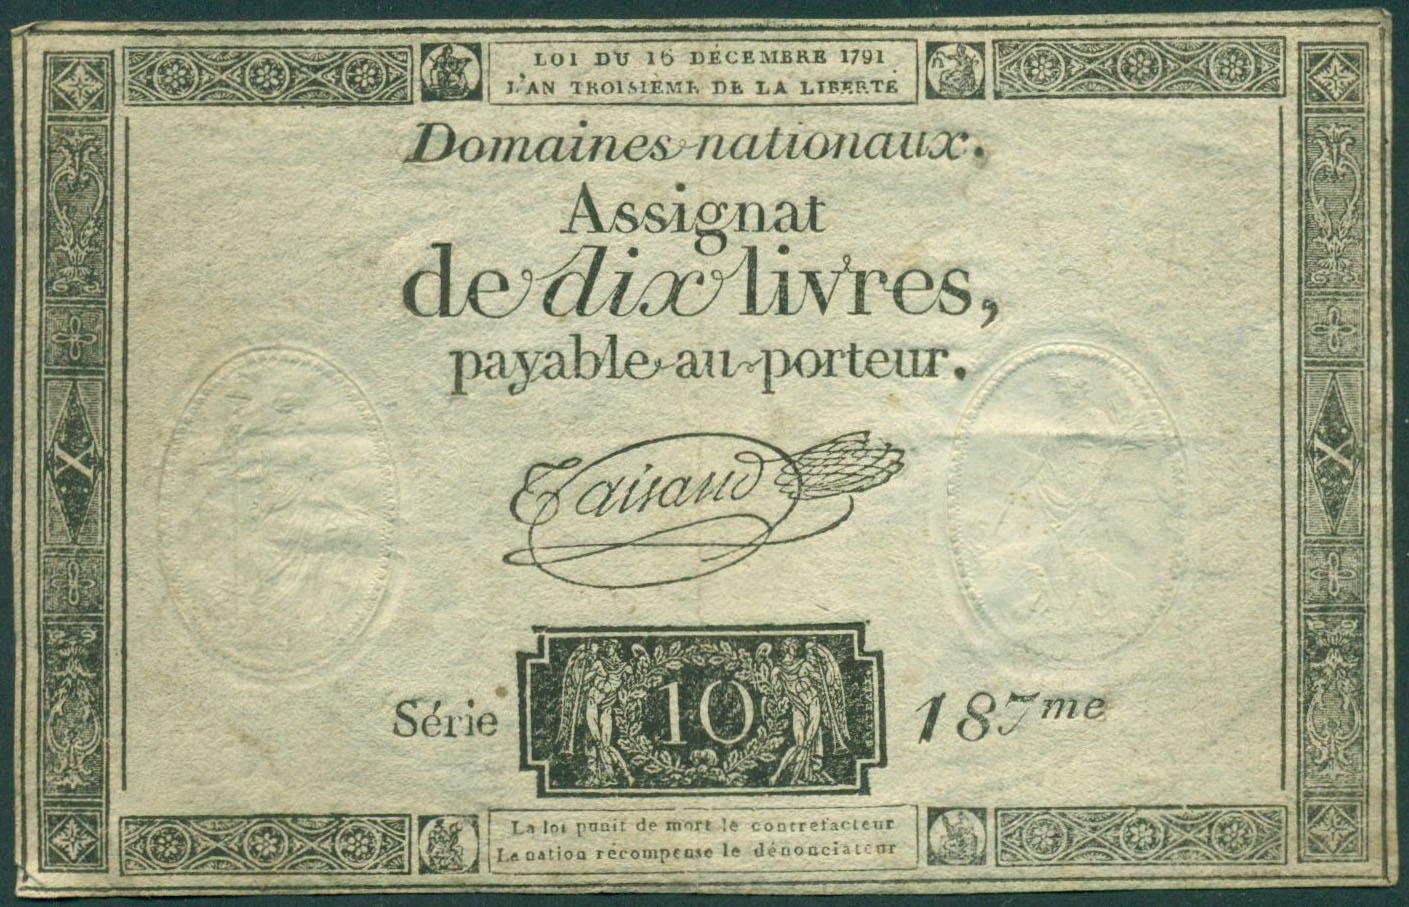 LOI DU 16 DÉCEMBRE 1791
L'AN TROISIÈME DE LA LIBERTÉ
Domaines nationaux.
Assignat
de dix livres,
payable au porteur.
X
X
Taisaud
Série 10 187me
La loi punit de mort le contrefacteur
La nation récompense le dénonciateur